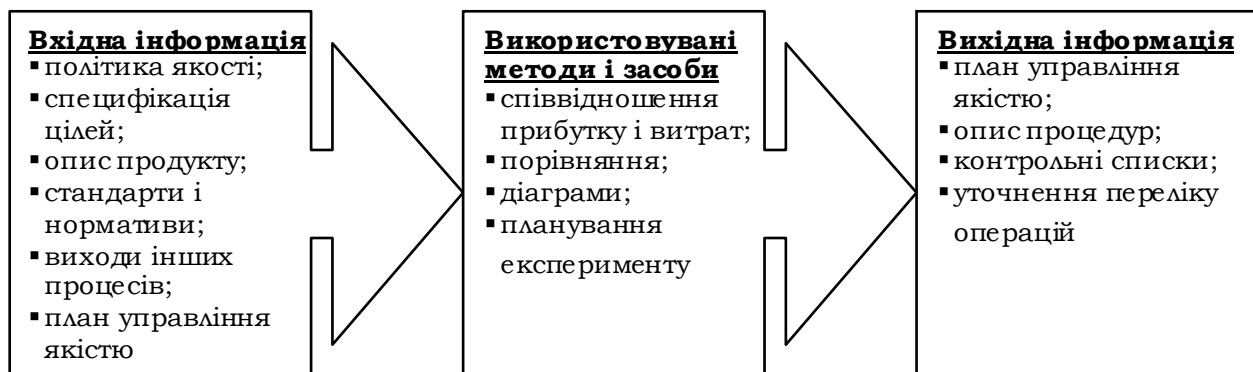 Вхідна інформація
▪ політика якості;
▪ специфікація
цілей;
▪ опис продукту;
▪ стандарти і
нормативи;
▪ виходи інших
процесів;
▪ план управління
якістю
Використовувані
методи і засоби
▪ співвідношення
прибутку і витрат;
▪ порівняння;
▪ діаграми;
▪ планування
експерименту
Вихідна інформація
▪ план управління
якістю;
▪ опис процедур;
▪ контрольні списки;
▪ уточнення переліку
операцій